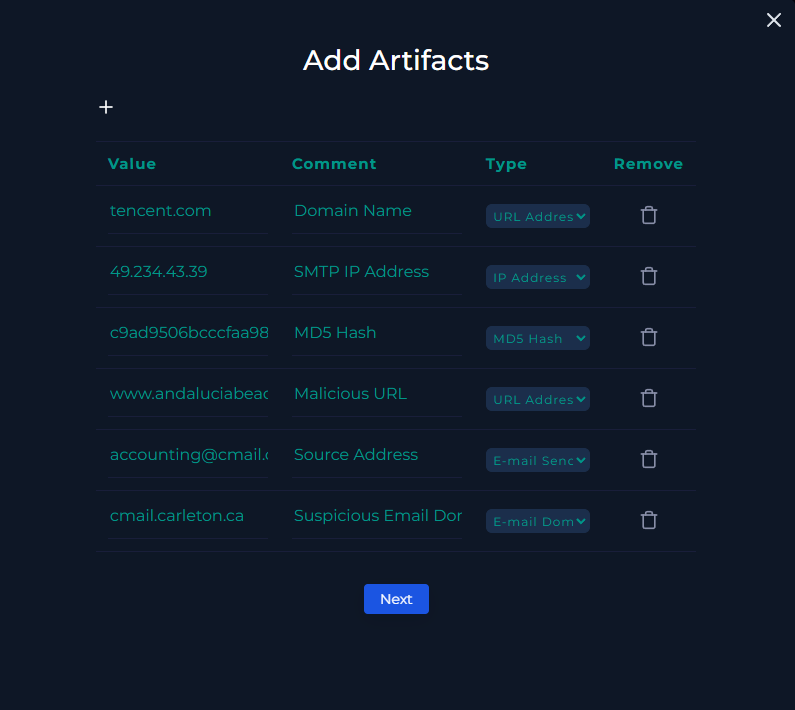 Add Artifacts
+
Value Comment Type Remove
tencent.com Domain Name URL Addres
49.234.43.39 SMTP IP Address IP Address
c9ad9506bcccfaa98 MD5 Hash MD5 Hash
www.andaluciabeac Malicious URL URL Addres
accounting@cmail.c Source Address E-mail Senc
cmail.carleton.ca Suspicious Email Dor E-mail Dom
Next